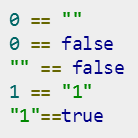 0 == ""
0 == false
"" == false
1 == "1"
"1"==true